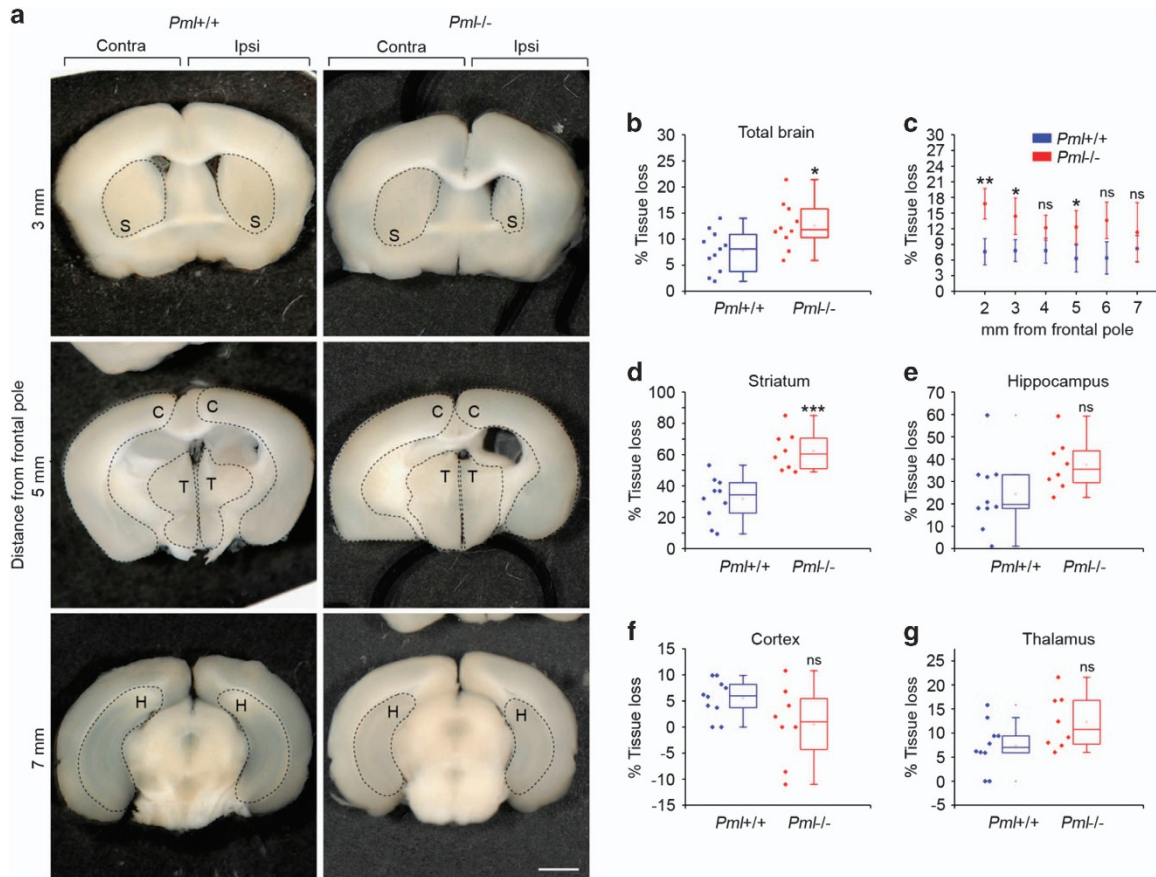 a
Pml+/+
Pml-/-
Contra
Ipsi
Contra
Ipsi
Distance from frontal pole
3 mm
S
S
S
S
5 mm
C
C
T
T
C
C
T
T
7 mm
H
H
H
H
b
Total brain
% Tissue loss
30
25
20
15
10
5
0
*
Pml+/+
Pml-/-
c
% Tissue loss
30
27
24
21
18
15
12
9
6
3
0
Pml+/+
Pml-/-
**
*
ns
*
ns
ns
2 3 4 5 6 7
mm from frontal pole
d
Striatum
% Tissue loss
100
80
60
40
20
0
***
Pml+/+
Pml-/-
e
Hippocampus
% Tissue loss
70
60
50
40
30
20
10
0
ns
Pml+/+
Pml-/-
f
Cortex
% Tissue loss
15
10
5
0
-5
-10
-15
ns
Pml+/+
Pml-/-
g
Thalamus
% Tissue loss
25
20
15
10
5
0
-5
ns
Pml+/+
Pml-/-